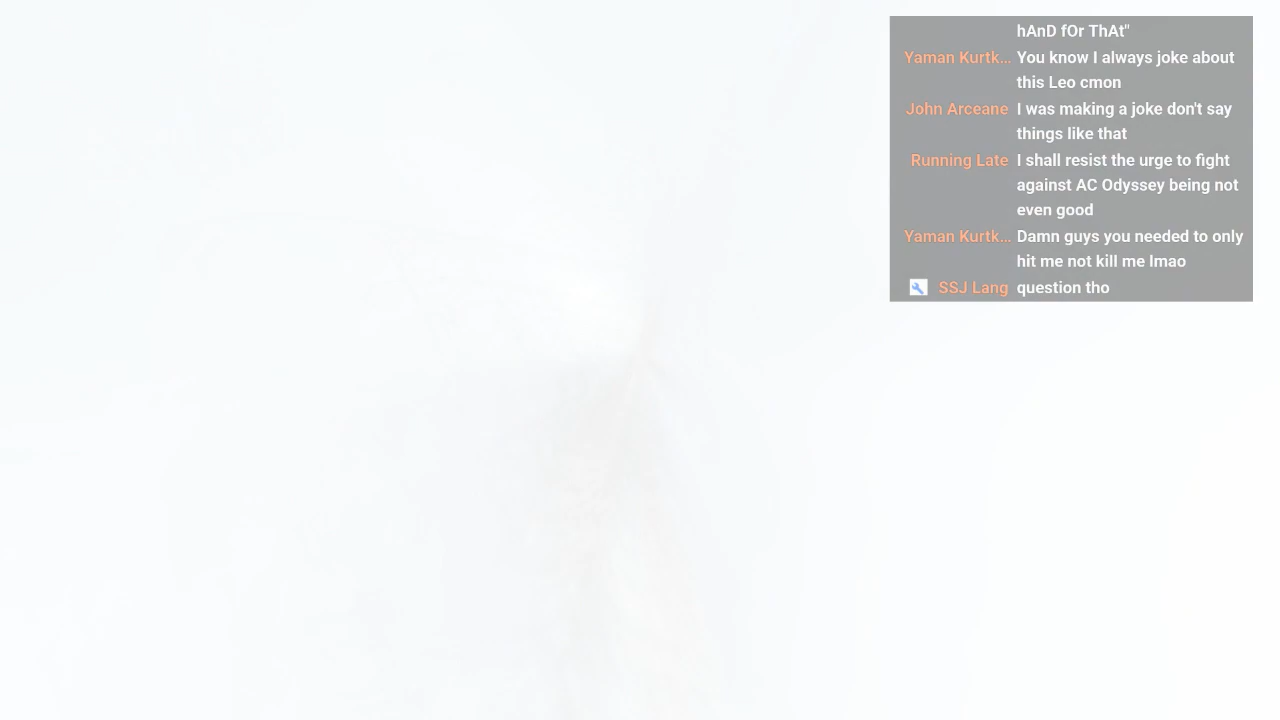 hAnD fOr ThAt"
Yaman Kurtk... You know I always joke about
this Leo cmon
John Arceane I was making a joke don't say
things like that
Running Late I shall resist the urge to fight
against AC Odyssey being not
even good
Yaman Kurtk... Damn guys you needed to only
hit me not kill me lmao
SSJ Lang question tho